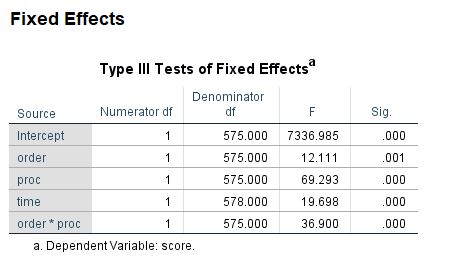 Fixed Effects
Type III Tests of Fixed Effectsa
Source Numerator df Denominator df F Sig.
Intercept 1 575.000 7336.985 .000
order 1 575.000 12.111 .001
proc 1 575.000 69.293 .000
time 1 578.000 19.698 .000
order * proc 1 575.000 36.900 .000
a. Dependent Variable: score.